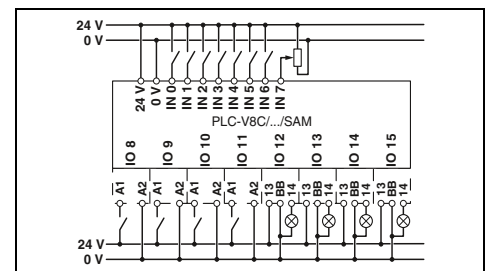 24 V
0 V
24 V 0 V IN 0 IN 1 IN 2 IN 3 IN 4 IN 5 IN 6 IN 7
PLC-V8C/.../SAM
IO 8 IO 9 IO 10 IO 11 IO 12 IO 13 IO 14 IO 15
A1 A2 A1 A2 A1 A2 A1 A2 13 BB 14 13 BB 14 13 BB 14 13 BB 14
24 V
0 V